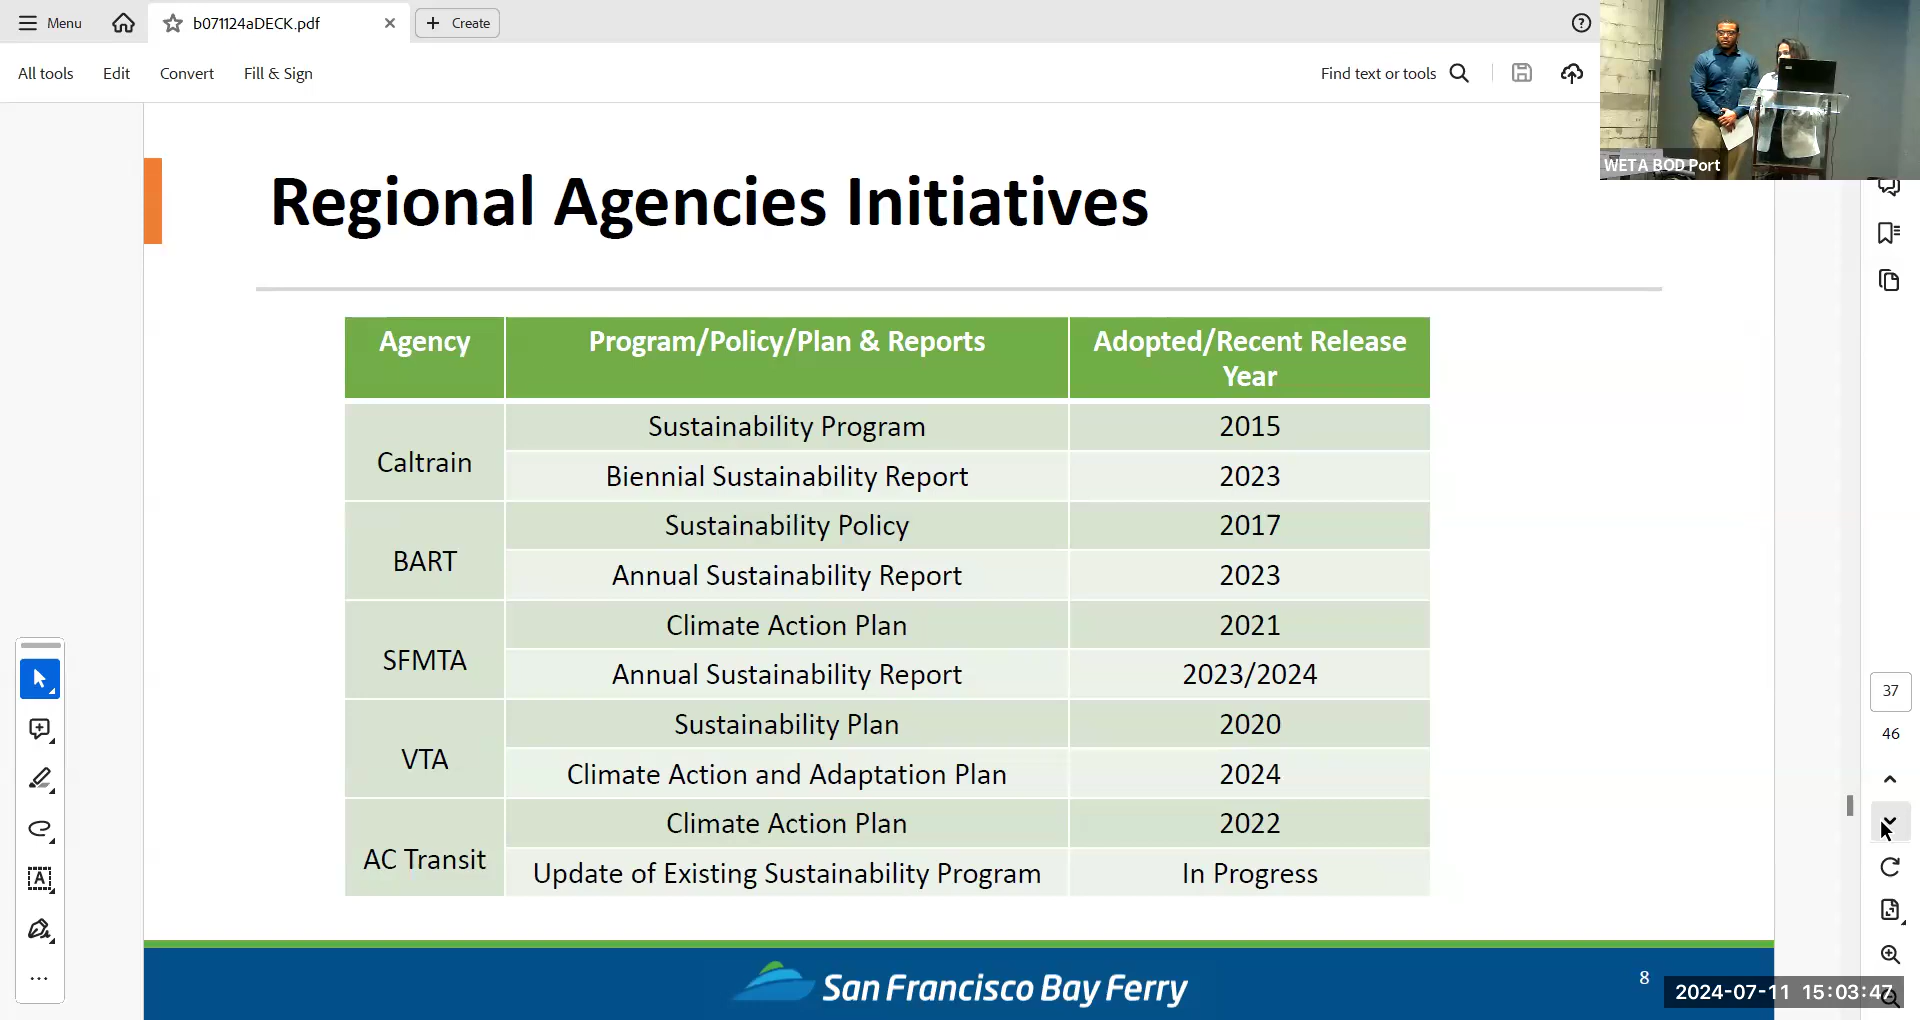 Menu
b071124aDECK.pdf
Create
All tools
Edit
Convert
Fill & Sign
Find text or tools
WETA BOD Port
Regional Agencies Initiatives
Agency
Program/Policy/Plan & Reports
Adopted/Recent Release
Year
Caltrain
Sustainability Program
2015
Biennial Sustainability Report
2023
BART
Sustainability Policy
2017
Annual Sustainability Report
2023
SFMTA
Climate Action Plan
2021
Annual Sustainability Report
2023/2024
VTA
Sustainability Plan
2020
Climate Action and Adaptation Plan
2024
AC Transit
Climate Action Plan
2022
Update of Existing Sustainability Program
In Progress
37
46
San Francisco Bay Ferry
8
2024-07-11 15:03:47